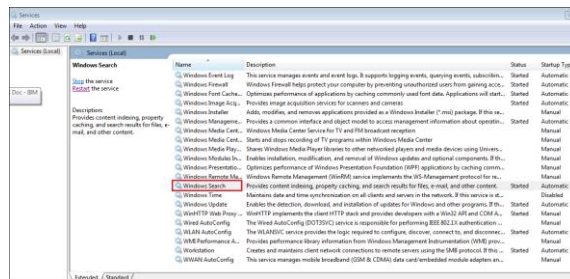 Services
File Action View Help
Services (Local)
Services (Local)
Doc - IBM
Windows Search
Stop the service
Restart the service
Description:
Provides content indexing, property
caching, and search results for files, e-
mail, and other content.
Name Description Status Startup Typ
Windows Event Log This service manages events and event logs. It supports logging events, querying events, subscribin... Started Automatic
Windows Firewall Windows Firewall helps protect your computer by preventing unauthorized users from gaining acce... Started Automatic
Windows Font Cache... Optimizes performance of applications by caching commonly used font data. Applications will start... Started Automatic
Windows Image Acq... Provides image acquisition services for scanners and cameras Started Automatic
Windows Installer Adds, modifies, and removes applications provided as a Windows Installer (*.msi) package. If this se... Manual
Windows Manageme... Provides a common interface and object model to access management information about operatin... Started Automatic
Windows Media Cent... Windows Media Center Service for TV and FM broadcast reception Manual
Windows Media Cent... Starts and stops recording of TV programs within Windows Media Center Manual
Windows Media Play... Shares Windows Media Player libraries to other networked players and media devices using Univers... Manual
Windows Modules In... Enables installation, modification, and removal of Windows updates and optional components. If th... Manual
Windows Presentatio... Optimizes performance of Windows Presentation Foundation (WPF) applications by caching comm... Manual
Windows Remote Ma... Windows Remote Management (WinRM) service implements the WS-Management protocol for re... Manual
Windows Search Provides content indexing, property caching, and search results for files, e-mail, and other content. Started Automatic
Windows Time Maintains date and time synchronization on all clients and servers in the network. If this service is st... Disabled
Windows Update Enables the detection, download, and installation of updates for Windows and other programs. If th... Started Automatic
WinHTTP Web Proxy ... WinHTTP implements the client HTTP stack and provides developers with a Win32 API and COM A... Started Manual
Wired AutoConfig The Wired AutoConfig (DOT3SVC) service is responsible for performing IEEE 802.1X authentication ... Manual
WLAN AutoConfig The WLANSVC service provides the logic required to configure, discover, connect to, and disconnec... Started Automatic
WMI Performance A... Provides performance library information from Windows Management Instrumentation (WMI) prov... Manual
Workstation Creates and maintains client network connections to remote servers using the SMB protocol. If this ... Started Automatic
WWAN AutoConfig This service manages mobile broadband (GSM & CDMA) data card/embedded module adapters an... Manual
Extended Standard